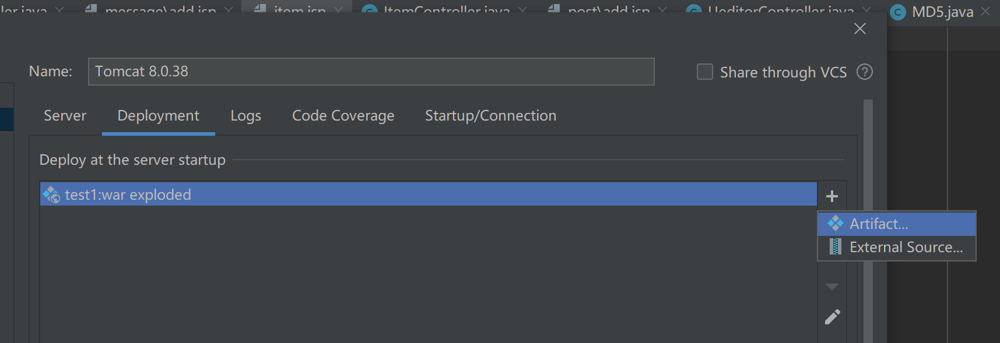 ler.java message\add.jsp item.jsp ItemController.java post\add.jsp UeditorController.java MD5.java
Name: Tomcat 8.0.38 Share through VCS ?
Server Deployment Logs Code Coverage Startup/Connection
Deploy at the server startup
test1:war exploded
Artifact...
External Source...